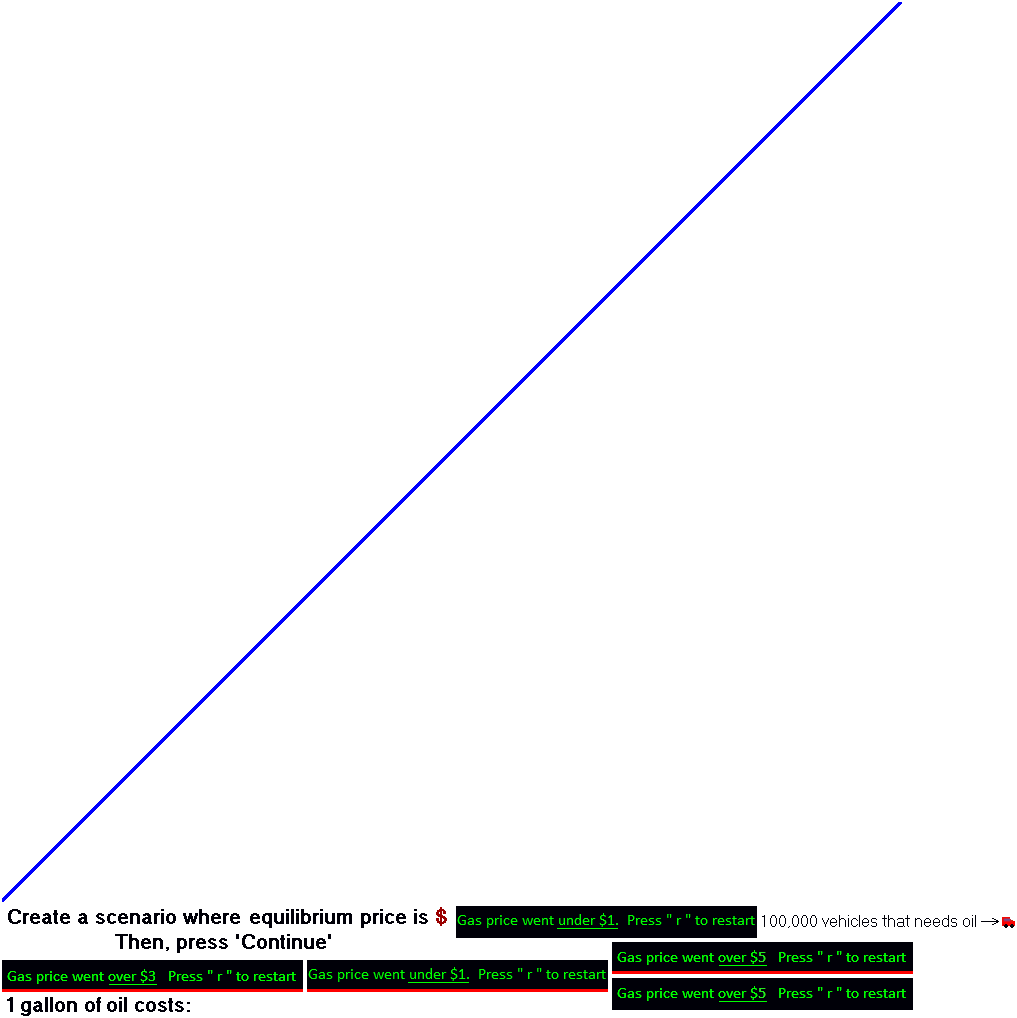 Create a scenario where equilibrium price is $
Then, press 'Continue'
Gas price went under $1. Press " r " to restart
100,000 vehicles that needs oil →
Gas price went over $5 Press " r " to restart
Gas price went over $3 Press " r " to restart
Gas price went under $1. Press " r " to restart
Gas price went over $5 Press " r " to restart
1 gallon of oil costs: